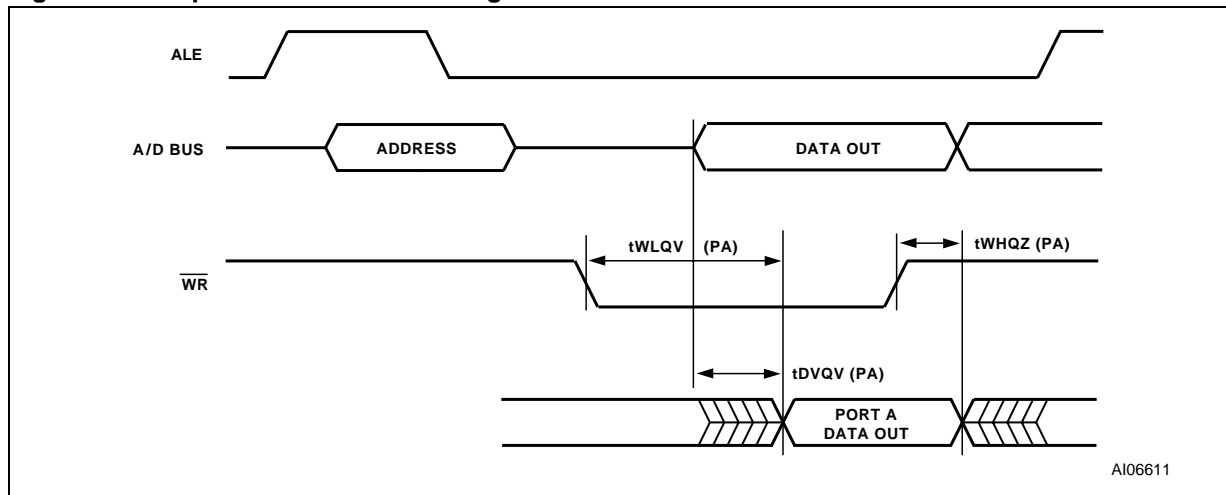 ALE
A/D BUS
ADDRESS
DATA OUT
tWLQV (PA)
tWHQZ (PA)
WR
tDVQV (PA)
PORT A
DATA OUT
AI06611